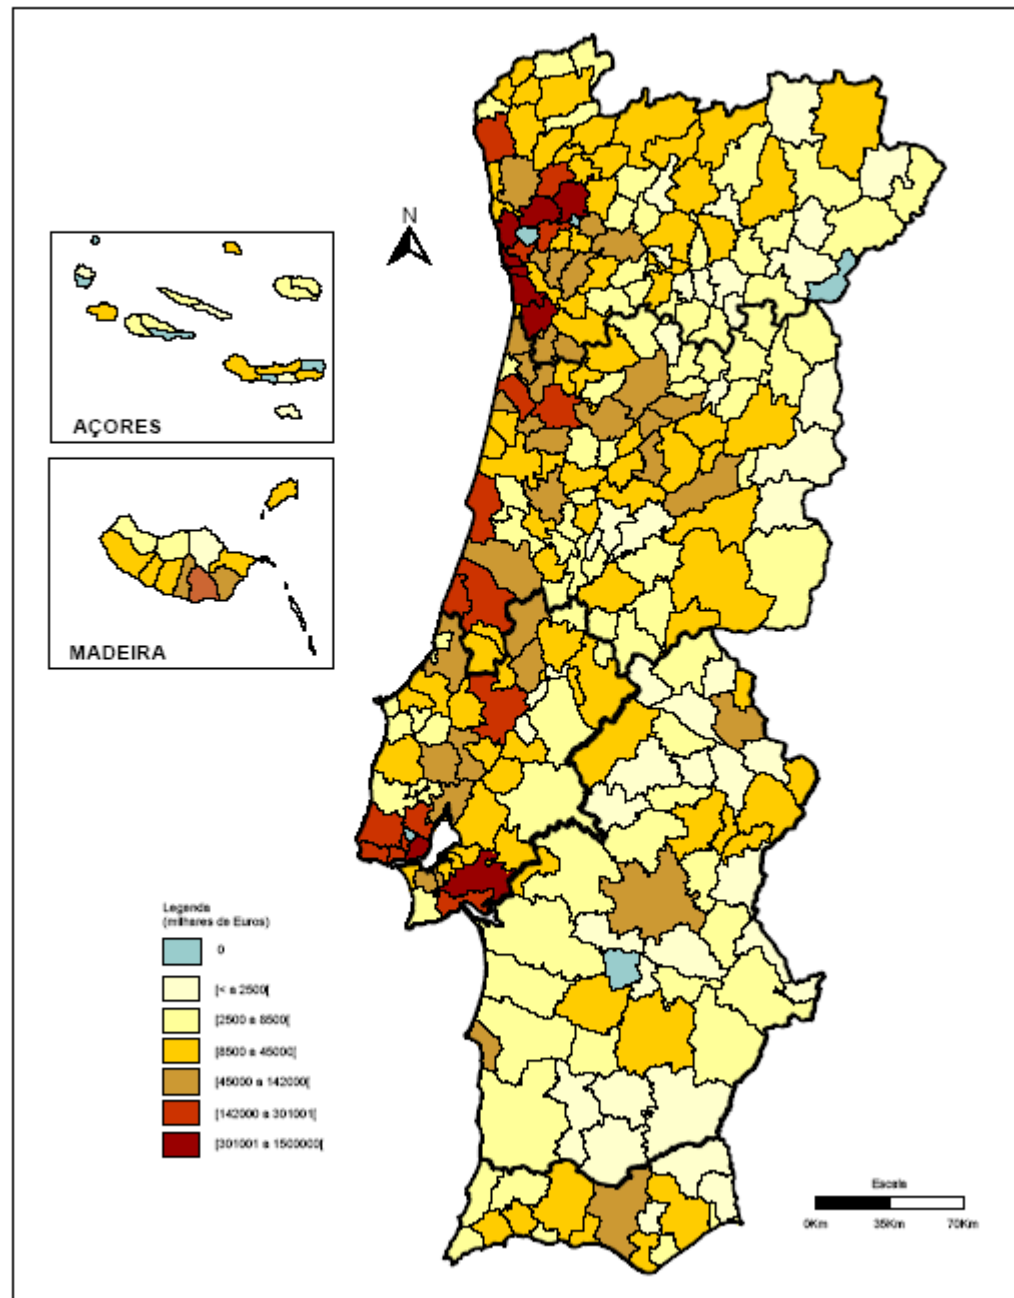 N
AÇORES
MADEIRA
Legenda
(milhares de Euros)
0
[< a 2500[
[2500 a 8500[
[8500 a 45000[
[45000 a 142000[
[142000 a 301001[
[301001 a 1500000[
Escala
0Km 35Km 70Km